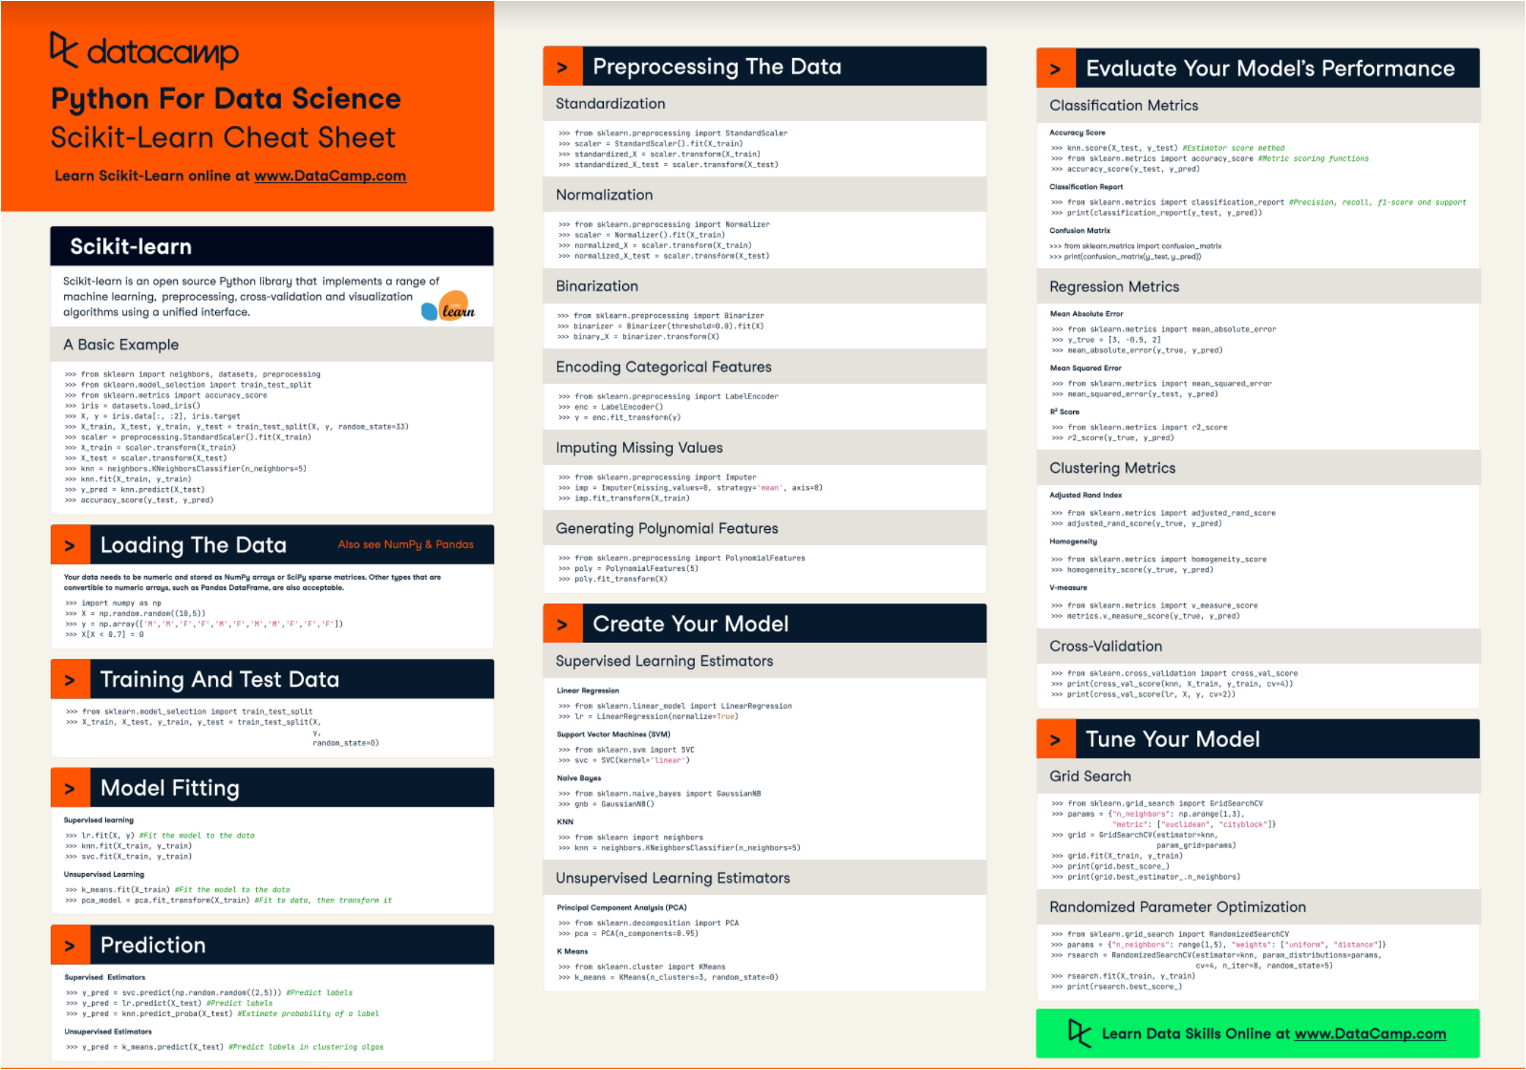 datacamp
Python For Data Science
Scikit-Learn Cheat Sheet
Learn Scikit-Learn online at www.DataCamp.com
Scikit-learn
Scikit-learn is an open source Python library that implements a range of
machine learning, preprocessing, cross-validation and visualization
algorithms using a unified interface.
learn
A Basic Example
>>> from sklearn import neighbors, datasets, preprocessing
>>> from sklearn.model_selection import train_test_split
>>> from sklearn.metrics import accuracy_score
>>> iris = datasets.load_iris()
>>> X, y = iris.data[:, :2], iris.target
>>> X_train, X_test, y_train, y_test = train_test_split(X, y, random_state=33)
>>> scaler = preprocessing.StandardScaler().fit(X_train)
>>> X_train = scaler.transform(X_train)
>>> X_test = scaler.transform(X_test)
>>> knn = neighbors.KNeighborsClassifier(n_neighbors=5)
>>> knn.fit(X_train, y_train)
>>> y_pred = knn.predict(X_test)
>>> accuracy_score(y_test, y_pred)
> Loading The Data Also see NumPy & Pandas
Your data needs to be numeric and stored as NumPy arrays or SciPy sparse matrices. Other types that are
convertible to numeric arrays, such as Pandas DataFrame, are also acceptable.
>>> import numpy as np
>>> X = np.random.random((10,5))
>>> y = np.array(['M','M','F','F','M','F','M','M','F','F','F'])
>>> X[X < 0.7] = 0
> Training And Test Data
>>> from sklearn.model_selection import train_test_split
>>> X_train, X_test, y_train, y_test = train_test_split(X,
y,
random_state=0)
> Model Fitting
Supervised learning
>>> lr.fit(X, y) #Fit the model to the data
>>> knn.fit(X_train, y_train)
>>> svc.fit(X_train, y_train)
Unsupervised Learning
>>> k_means.fit(X_train) #Fit the model to the data
>>> pca_model = pca.fit_transform(X_train) #Fit to data, then transform it
> Prediction
Supervised Estimators
>>> y_pred = svc.predict(np.random.random((2,5))) #Predict labels
>>> y_pred = lr.predict(X_test) #Predict labels
>>> y_pred = knn.predict_proba(X_test) #Estimate probability of a label
Unsupervised Estimators
>>> y_pred = k_means.predict(X_test) #Predict labels in clustering algos
> Preprocessing The Data
Standardization
>>> from sklearn.preprocessing import StandardScaler
>>> scaler = StandardScaler().fit(X_train)
>>> standardized_X = scaler.transform(X_train)
>>> standardized_X_test = scaler.transform(X_test)
Normalization
>>> from sklearn.preprocessing import Normalizer
>>> scaler = Normalizer().fit(X_train)
>>> normalized_X = scaler.transform(X_train)
>>> normalized_X_test = scaler.transform(X_test)
Binarization
>>> from sklearn.preprocessing import Binarizer
>>> binarizer = Binarizer(threshold=0.0).fit(X)
>>> binary_X = binarizer.transform(X)
Encoding Categorical Features
>>> from sklearn.preprocessing import LabelEncoder
>>> enc = LabelEncoder()
>>> y = enc.fit_transform(y)
Imputing Missing Values
>>> from sklearn.preprocessing import Imputer
>>> imp = Imputer(missing_values=0, strategy='mean', axis=0)
>>> imp.fit_transform(X_train)
Generating Polynomial Features
>>> from sklearn.preprocessing import PolynomialFeatures
>>> poly = PolynomialFeatures(5)
>>> poly.fit_transform(X)
> Create Your Model
Supervised Learning Estimators
Linear Regression
>>> from sklearn.linear_model import LinearRegression
>>> lr = LinearRegression(normalize=True)
Support Vector Machines (SVM)
>>> from sklearn.svm import SVC
>>> svc = SVC(kernel='linear')
Naive Bayes
>>> from sklearn.naive_bayes import GaussianNB
>>> gnb = GaussianNB()
KNN
>>> from sklearn import neighbors
>>> knn = neighbors.KNeighborsClassifier(n_neighbors=5)
Unsupervised Learning Estimators
Principal Component Analysis (PCA)
>>> from sklearn.decomposition import PCA
>>> pca = PCA(n_components=0.95)
K Means
>>> from sklearn.cluster import KMeans
>>> k_means = KMeans(n_clusters=3, random_state=0)
> Evaluate Your Model's Performance
Classification Metrics
Accuracy Score
>>> knn.score(X_test, y_test) #Estimator score method
>>> from sklearn.metrics import accuracy_score #Metric scoring functions
>>> accuracy_score(y_test, y_pred)
Classification Report
>>> from sklearn.metrics import classification_report #Precision, recall, f1-score and support
>>> print(classification_report(y_test, y_pred))
Confusion Matrix
>>> from sklearn.metrics import confusion_matrix
>>> print(confusion_matrix(y_test, y_pred))
Regression Metrics
Mean Absolute Error
>>> from sklearn.metrics import mean_absolute_error
>>> y_true = [3, -0.5, 2]
>>> mean_absolute_error(y_true, y_pred)
Mean Squared Error
>>> from sklearn.metrics import mean_squared_error
>>> mean_squared_error(y_test, y_pred)
R² Score
>>> from sklearn.metrics import r2_score
>>> r2_score(y_true, y_pred)
Clustering Metrics
Adjusted Rand Index
>>> from sklearn.metrics import adjusted_rand_score
>>> adjusted_rand_score(y_true, y_pred)
Homogeneity
>>> from sklearn.metrics import homogeneity_score
>>> homogeneity_score(y_true, y_pred)
V-measure
>>> from sklearn.metrics import v_measure_score
>>> metrics.v_measure_score(y_true, y_pred)
Cross-Validation
>>> from sklearn.cross_validation import cross_val_score
>>> print(cross_val_score(knn, X_train, y_train, cv=4))
>>> print(cross_val_score(lr, X, y, cv=2))
> Tune Your Model
Grid Search
>>> from sklearn.grid_search import GridSearchCV
>>> params = {"n_neighbors": np.arange(1,3),
"metric": ["euclidean", "cityblock"]}
>>> grid = GridSearchCV(estimator=knn,
param_grid=params)
>>> grid.fit(X_train, y_train)
>>> print(grid.best_score_)
>>> print(grid.best_estimator_.n_neighbors)
Randomized Parameter Optimization
>>> from sklearn.grid_search import RandomizedSearchCV
>>> params = {"n_neighbors": range(1,5), "weights": ["uniform", "distance"]}
>>> rsearch = RandomizedSearchCV(estimator=knn, param_distributions=params,
cv=4, n_iter=8, random_state=5)
>>> rsearch.fit(X_train, y_train)
>>> print(rsearch.best_score_)
Learn Data Skills Online at www.DataCamp.com